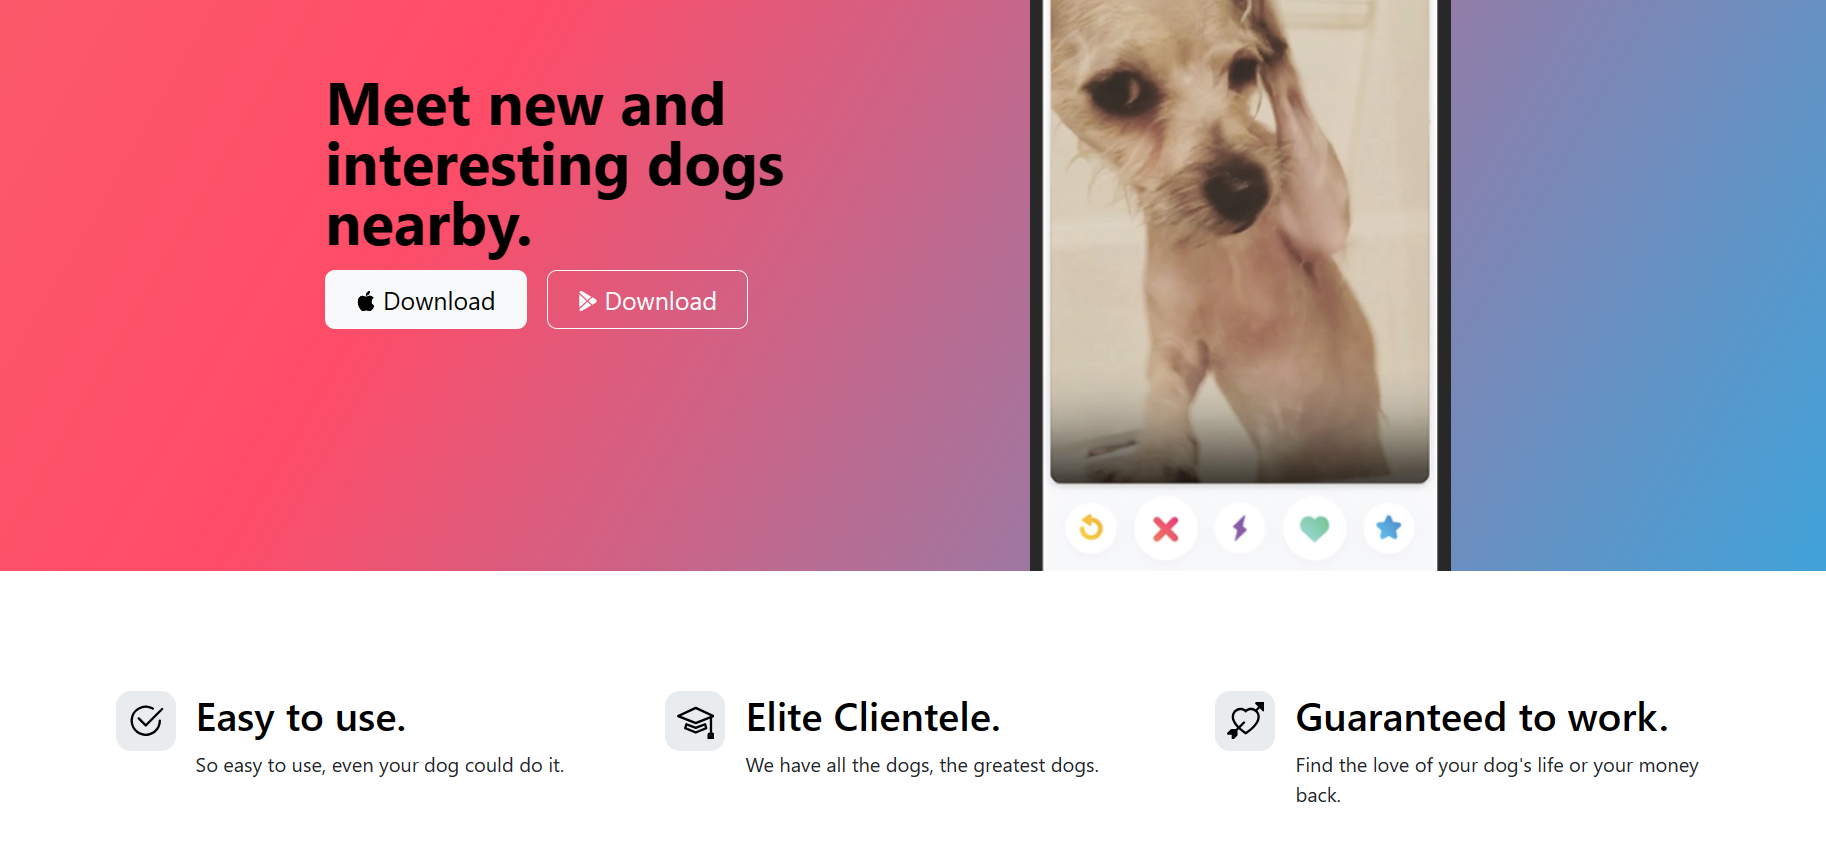 Meet new and
interesting dogs
nearby.
Download
Download
Easy to use.
So easy to use, even your dog could do it.
Elite Clientele.
We have all the dogs, the greatest dogs.
Guaranteed to work.
Find the love of your dog's life or your money
back.